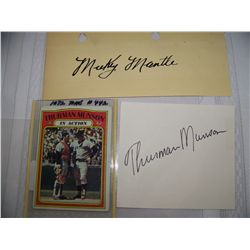 Mickey Mantle
1972 TOPPS # 442
THURMAN MUNSON
IN ACTION
Thurman Munson